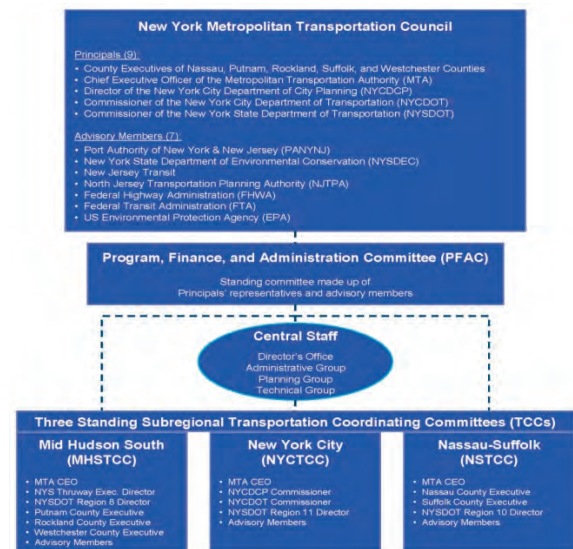 New York Metropolitan Transportation Council
Principals (9):
• County Executives of Nassau, Putnam, Rockland, Suffolk, and Westchester Counties
• Chief Executive Officer of the Metropolitan Transportation Authority (MTA)
• Director of the New York City Department of City Planning (NYCDCP)
• Commissioner of the New York City Department of Transportation (NYCDOT)
• Commissioner of the New York State Department of Transportation (NYSDOT)
Advisory Members (7):
• Port Authority of New York & New Jersey (PANYNJ)
• New York State Department of Environmental Conservation (NYSDEC)
• New Jersey Transit
• North Jersey Transportation Planning Authority (NJTPA)
• Federal Highway Administration (FHWA)
• Federal Transit Administration (FTA)
• US Environmental Protection Agency (EPA)
Program, Finance, and Administration Committee (PFAC)
Standing committee made up of
Principals' representatives and advisory members
Central Staff
Director's Office
Administrative Group
Planning Group
Technical Group
Three Standing Subregional Transportation Coordinating Committees (TCCs)
Mid Hudson South
(MHSTCC)
• MTA CEO
• NYS Thruway Exec. Director
• NYSDOT Region 8 Director
• Putnam County Executive
• Rockland County Executive
• Westchester County Executive
• Advisory Members
New York City
(NYCTCC)
• MTA CEO
• NYCDCP Commissioner
• NYCDOT Commissioner
• NYSDOT Region 11 Director
• Advisory Members
Nassau-Suffolk
(NSTCC)
• MTA CEO
• Nassau County Executive
• Suffolk County Executive
• NYSDOT Region 10 Director
• Advisory Members